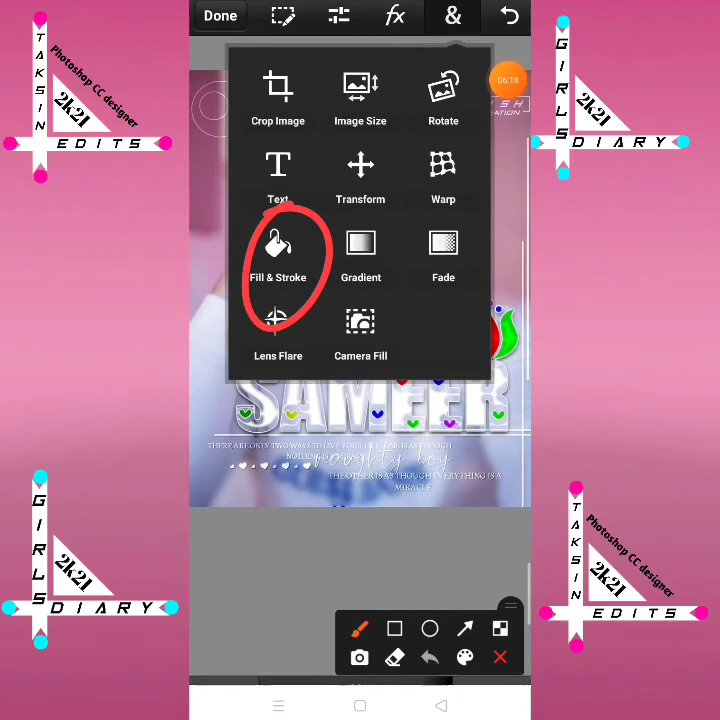 TAKSIN
EDITS
2k21
Photoshop CC designer
GIRLS
DIARY
2k21
Done
fx
&
06:18
Crop Image
Image Size
Rotate
Text
Transform
Warp
Fill & Stroke
Gradient
Fade
Lens Flare
Camera Fill
SAMEER
THERE ARE ONLY TWO WAYS TO LIVE YOUR LIFE. ONE IS AS THOUGH
NOTHING IS A MIRACLE.
noughty boy
THE OTHER IS AS THOUGH EVERYTHING IS A
MIRACLE.
GIRLS
DIARY
2k21
TAKSIN
EDITS
2k21
Photoshop CC designer